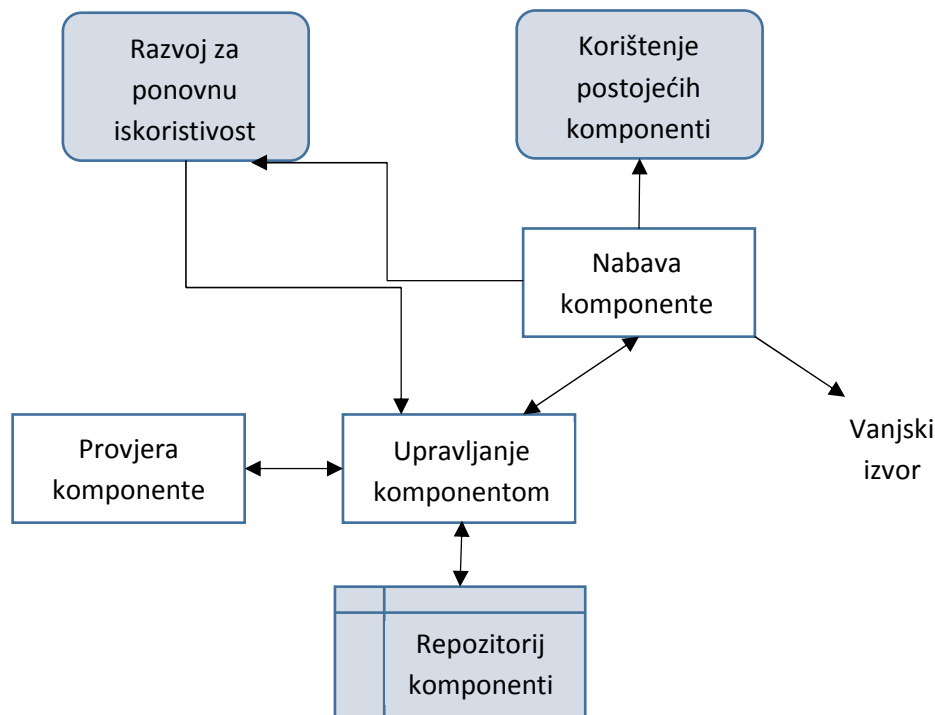 Razvoj za
ponovnu
iskoristivost
Korištenje
postojećih
komponenti
Nabava
komponente
Vanjski
izvor
Provjera
komponente
Upravljanje
komponentom
Repozitorij
komponenti